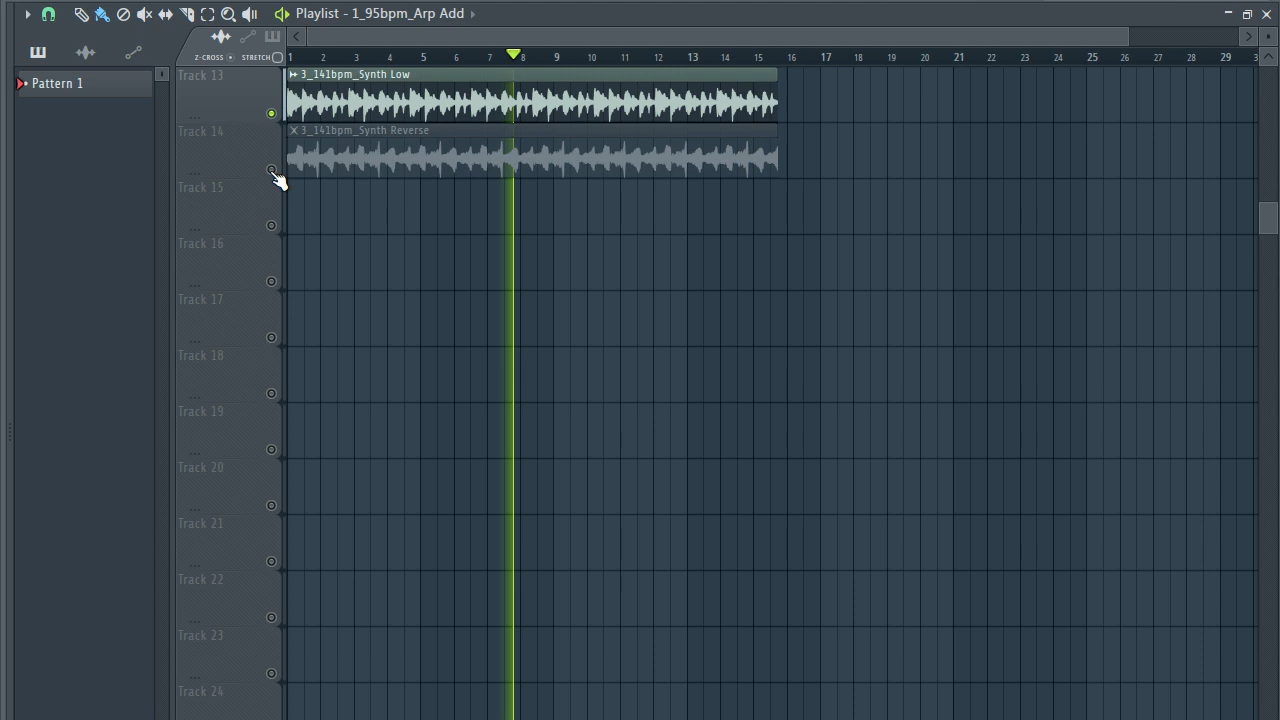 Playlist - 1_95bpm_Arp Add
Z-CROSS STRETCH
1 2 3 4 5 6 7 8 9 10 11 12 13 14 15 16 17 18 19 20 21 22 23 24 25 26 27 28 29 3
Pattern 1
Track 13
3_141bpm_Synth Low
...
Track 14
3_141bpm_Synth Reverse
...
Track 15
...
Track 16
...
Track 17
...
Track 18
...
Track 19
...
Track 20
...
Track 21
...
Track 22
...
Track 23
...
Track 24